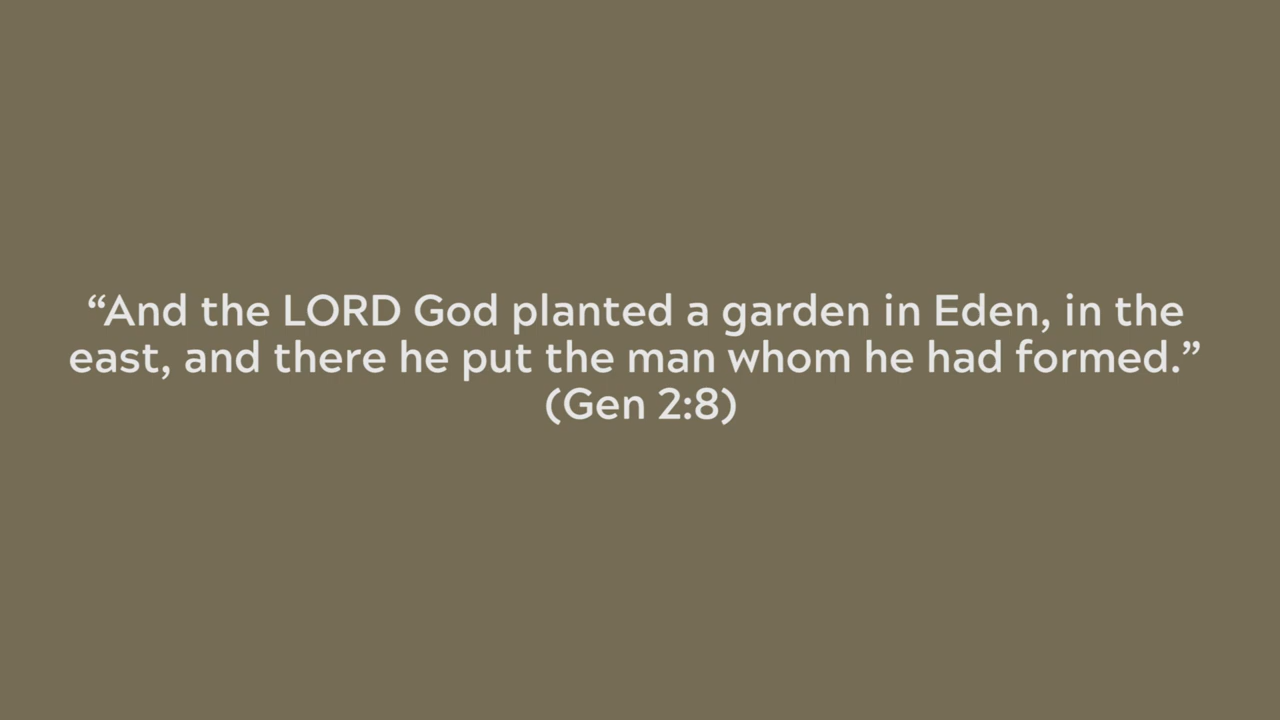 “And the LORD God planted a garden in Eden, in the
east, and there he put the man whom he had formed.”
(Gen 2:8)